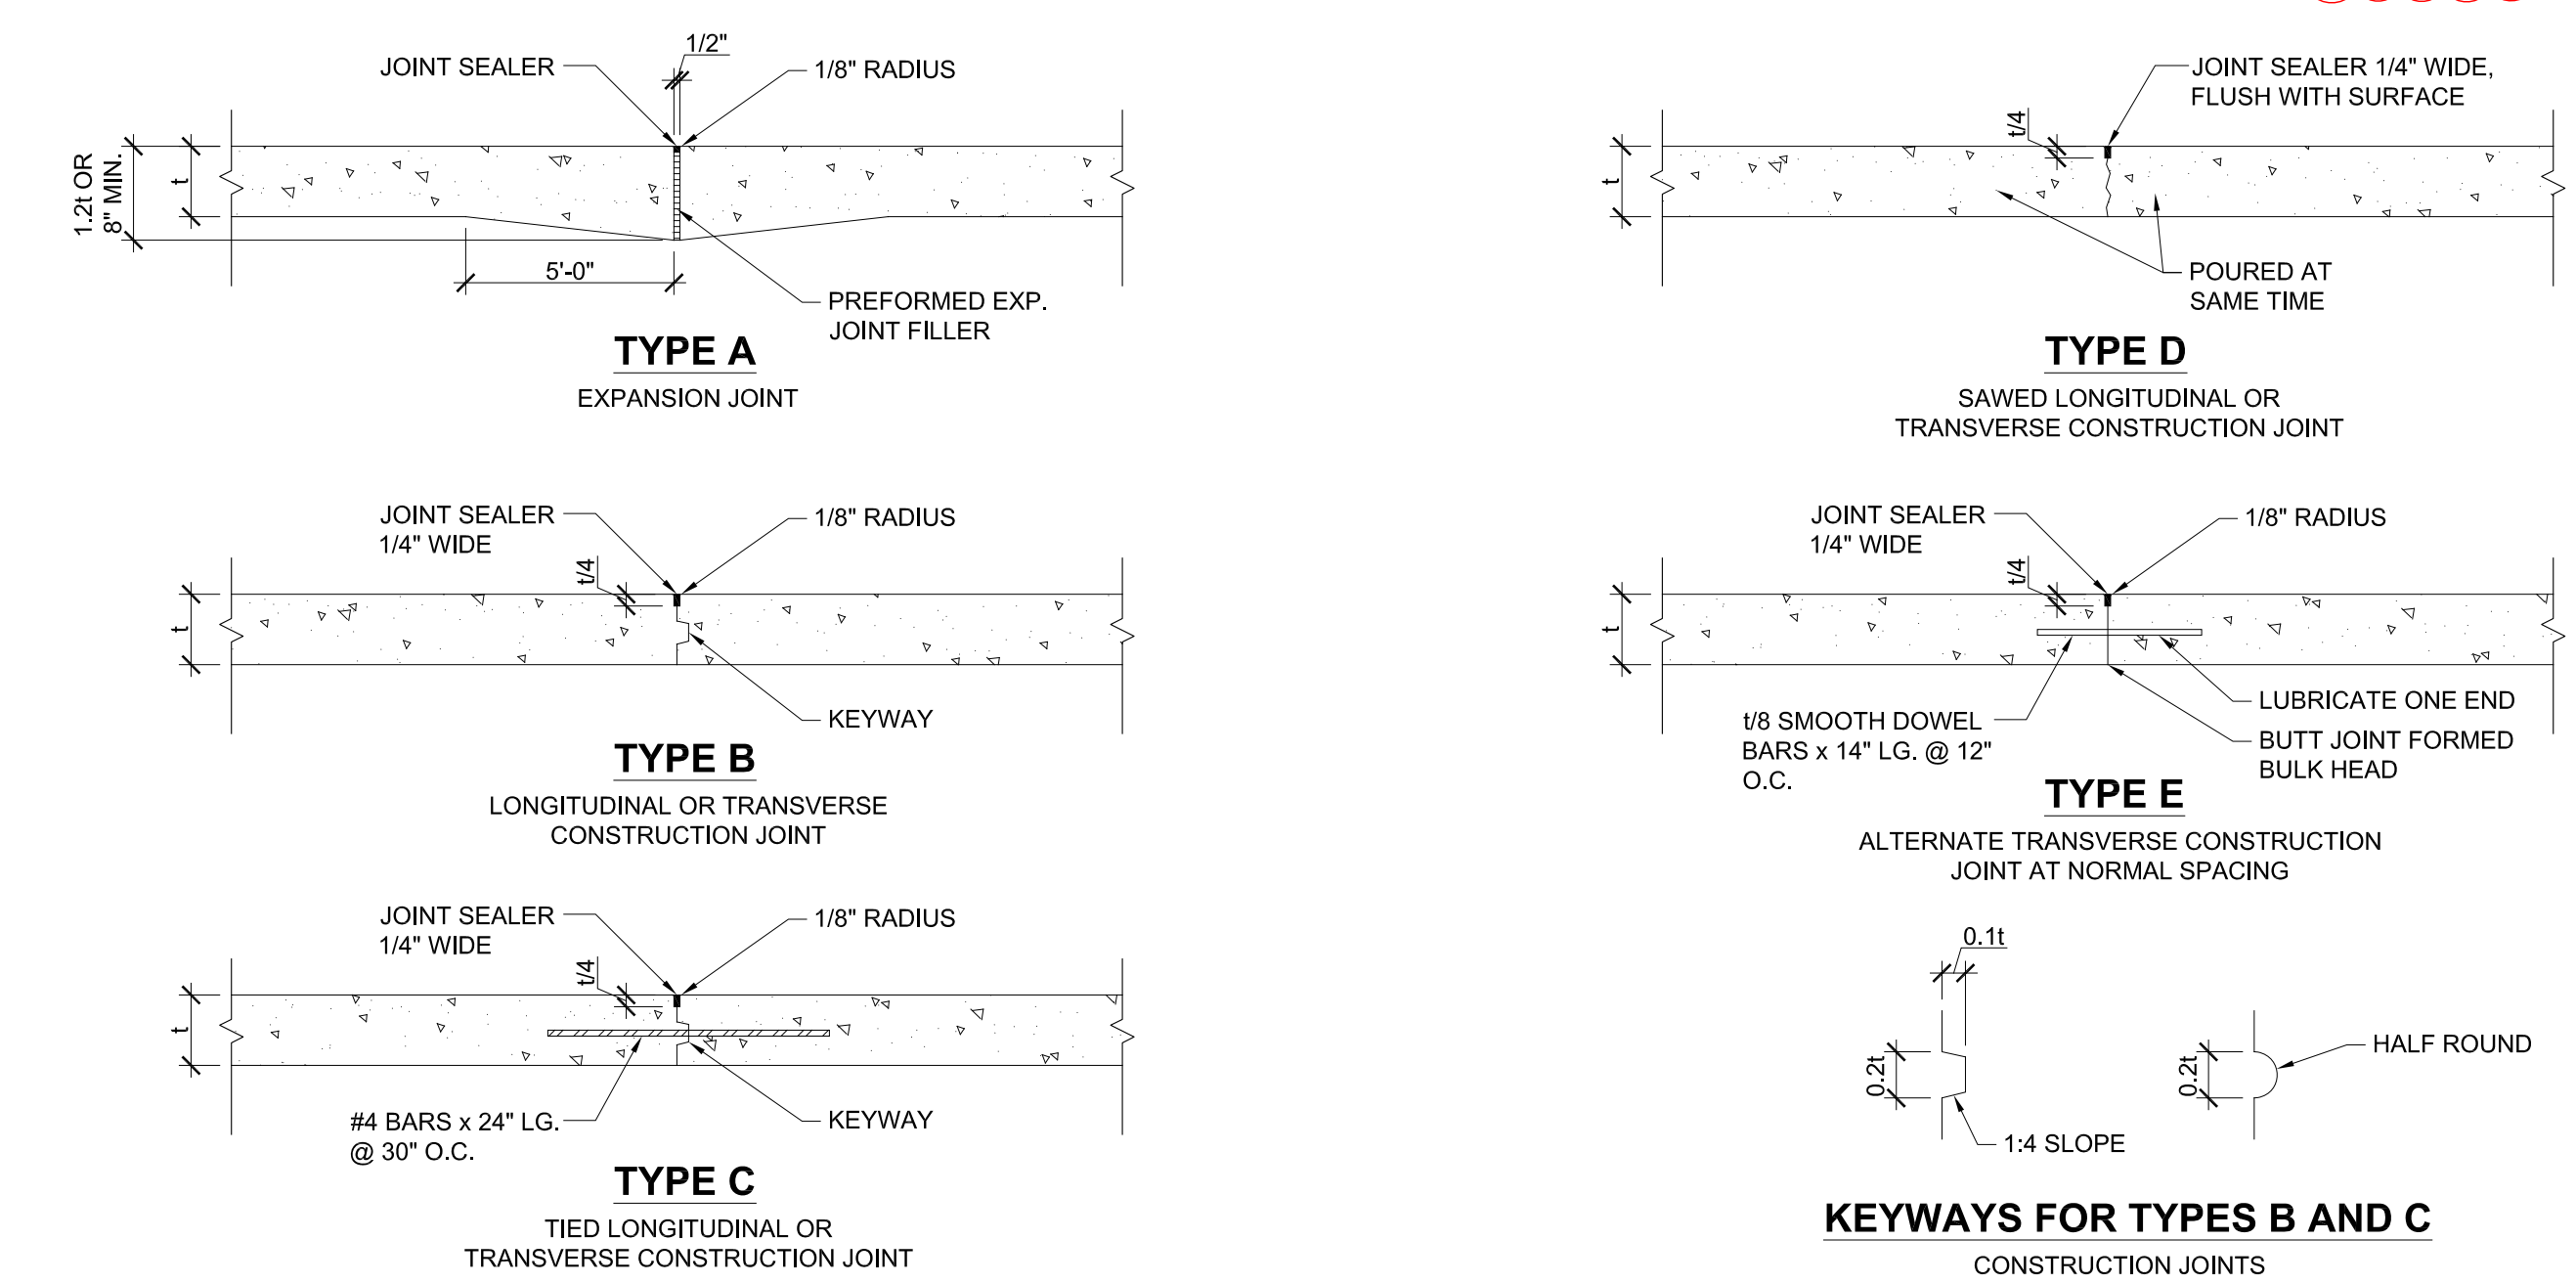 1/2"
JOINT SEALER
1/8" RADIUS
1.2t OR
8" MIN.
t
5'-0"
PREFORMED EXP.
JOINT FILLER
TYPE A
EXPANSION JOINT
JOINT SEALER
1/4" WIDE
1/8" RADIUS
t/4
t
KEYWAY
TYPE B
LONGITUDINAL OR TRANSVERSE
CONSTRUCTION JOINT
JOINT SEALER
1/4" WIDE
1/8" RADIUS
t/4
t
#4 BARS x 24" LG.
@ 30" O.C.
KEYWAY
TYPE C
TIED LONGITUDINAL OR
TRANSVERSE CONSTRUCTION JOINT
JOINT SEALER 1/4" WIDE,
FLUSH WITH SURFACE
t/4
t
POURED AT
SAME TIME
TYPE D
SAWED LONGITUDINAL OR
TRANSVERSE CONSTRUCTION JOINT
JOINT SEALER
1/4" WIDE
1/8" RADIUS
t/4
t
t/8 SMOOTH DOWEL
BARS x 14" LG. @ 12"
O.C.
LUBRICATE ONE END
BUTT JOINT FORMED
BULK HEAD
TYPE E
ALTERNATE TRANSVERSE CONSTRUCTION
JOINT AT NORMAL SPACING
0.1t
0.2t
1:4 SLOPE
0.2t
HALF ROUND
KEYWAYS FOR TYPES B AND C
CONSTRUCTION JOINTS